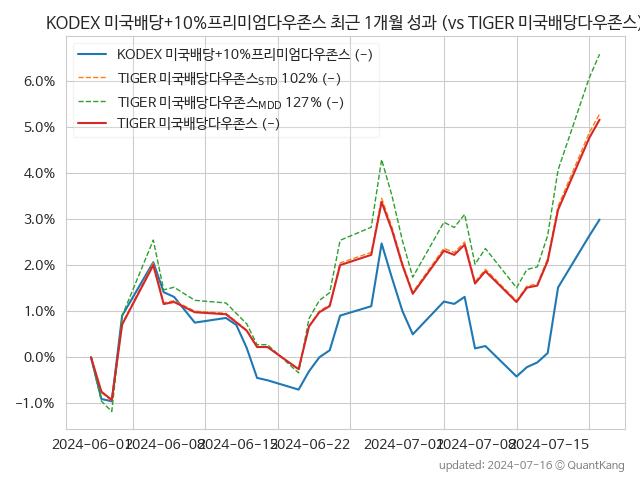 KODEX 미국배당+10%프리미엄다우존스 최근 1개월 성과 (vs TIGER 미국배당다우존스)
KODEX 미국배당+10%프리미엄다우존스 (-)
TIGER 미국배당다우존스STD 102% (-)
TIGER 미국배당다우존스MDD 127% (-)
TIGER 미국배당다우존스 (-)
6.0%
5.0%
4.0%
3.0%
2.0%
1.0%
0.0%
−1.0%
2024-06-01 2024-06-08 2024-06-15 2024-06-22 2024-07-01 2024-07-08 2024-07-15
updated: 2024-07-16 © QuantKang